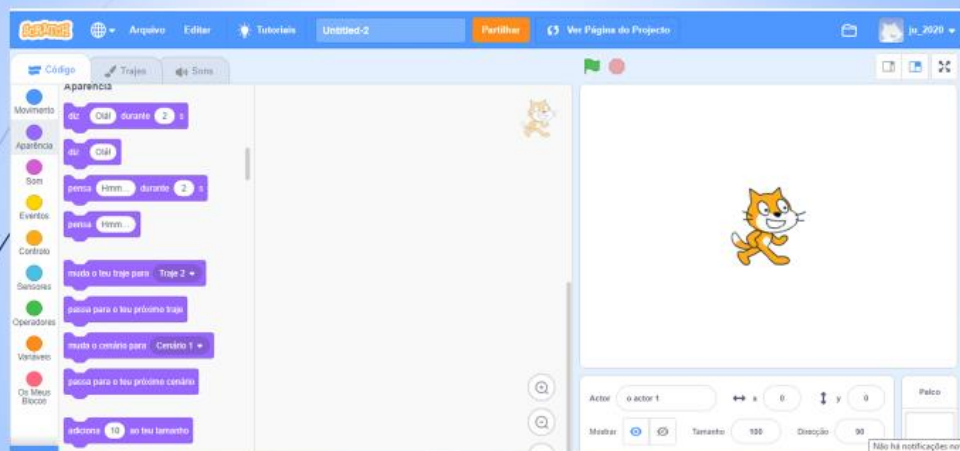 SCRATCH Arquivo Editar Tutoriais Untitled-2 Partilhar Ver Página do Projecto ju_2020
Código Trajes Sons
Movimento
Aparência
Som
Eventos
Controlo
Sensores
Operadores
Variáveis
Os Meus
Blocos
Aparência
diz Olá! durante 2 s
diz Olá!
pensa Hmm... durante 2 s
pensa Hmm...
muda o teu traje para Traje 2
passa para o teu próximo traje
muda o cenário para Cenário 1
passa para o teu próximo cenário
adiciona 10 ao teu tamanho
Actor o actor 1 x 0 y 0
Mostrar Tamanho 100 Direcção 90
Palco
Não há notificações nov